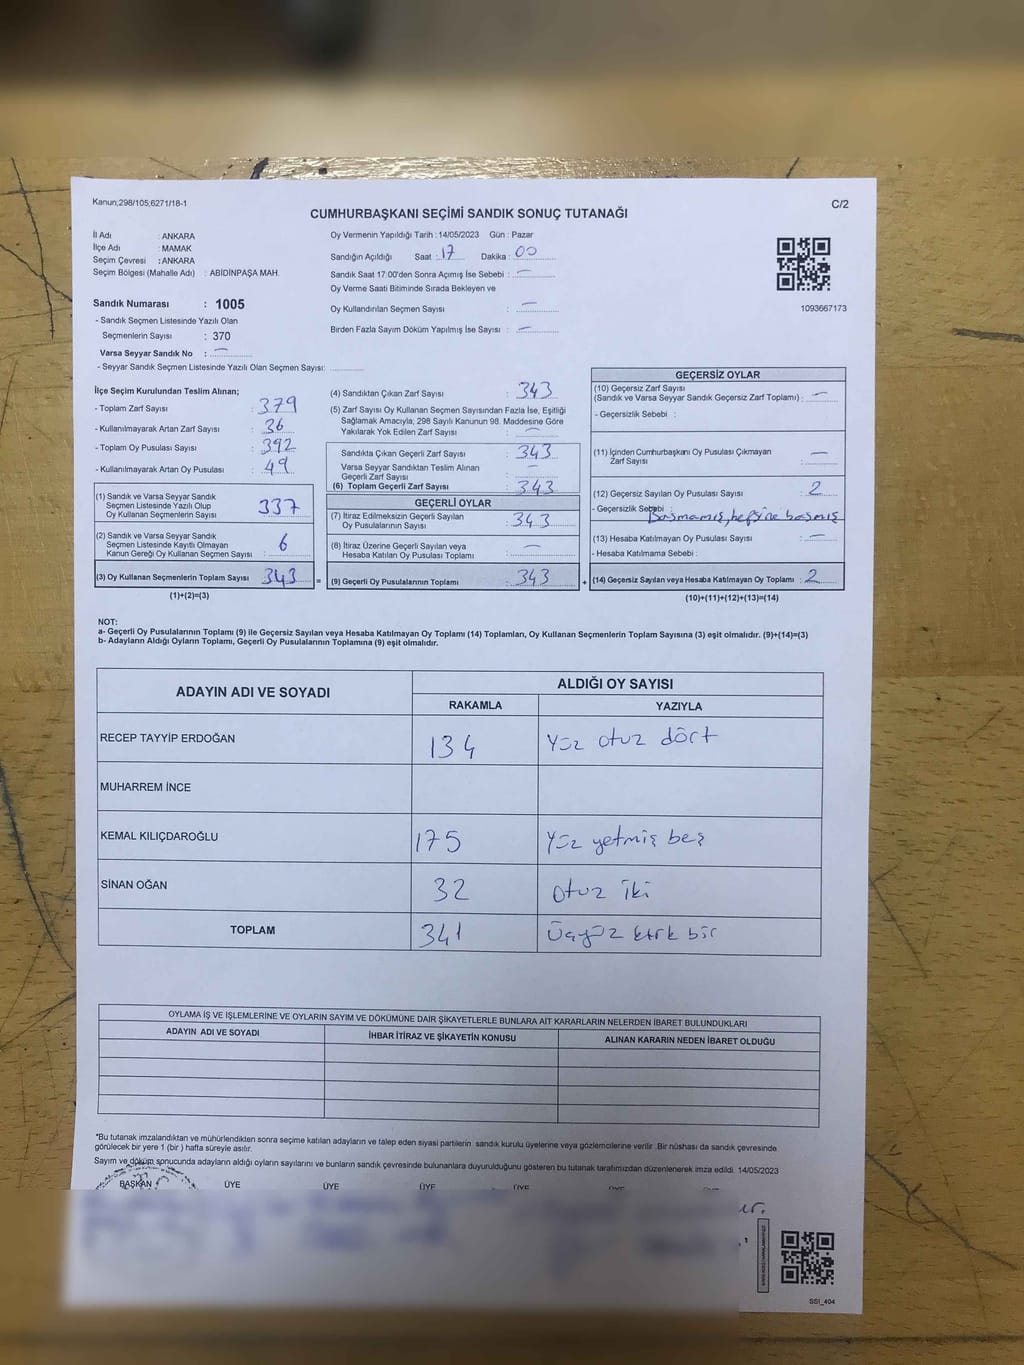 Kanun;298/105;6271/18-1
C/2
CUMHURBAŞKANI SEÇİMİ SANDIK SONUÇ TUTANAĞI
İl Adı : ANKARA
İlçe Adı : MAMAK
Seçim Çevresi : ANKARA
Seçim Bölgesi (Mahalle Adı) : ABİDİNPAŞA MAH.
Sandık Numarası : 1005
- Sandık Seçmen Listesinde Yazılı Olan
Seçmenlerin Sayısı : 370
Varsa Seyyar Sandık No : —
- Seyyar Sandık Seçmen Listesinde Yazılı Olan Seçmen Sayısı:
Oy Vermenin Yapıldığı Tarih : 14/05/2023 Gün : Pazar
Sandığın Açıldığı Saat : 17 Dakika : 00
Sandık Saat 17:00'den Sonra Açımış İse Sebebi : —
Oy Verme Saati Bitiminde Sırada Bekleyen ve
Oy Kullandırılan Seçmen Sayısı : —
Birden Fazla Sayım Döküm Yapılmış İse Sayısı : —
1093667173
İlçe Seçim Kurulundan Teslim Alınan;
- Toplam Zarf Sayısı : 379
- Kullanılmayarak Artan Zarf Sayısı : 36
- Toplam Oy Pusulası Sayısı : 392
- Kullanılmayarak Artan Oy Pusulası : 49
(1) Sandık ve Varsa Seyyar Sandık
Seçmen Listesinde Yazılı Olup
Oy Kullanan Seçmenlerin Sayısı : 337
(2) Sandık ve Varsa Seyyar Sandık
Seçmen Listesinde Kayıtlı Olmayan
Kanun Gereği Oy Kullanan Seçmen Sayısı : 6
(3) Oy Kullanan Seçmenlerin Toplam Sayısı : 343 =
(1)+(2)=(3)
(4) Sandıktan Çıkan Zarf Sayısı : 343
(5) Zarf Sayısı Oy Kullanan Seçmen Sayısından Fazla İse, Eşitliği
Sağlamak Amacıyla; 298 Sayılı Kanunun 98. Maddesine Göre
Yakılarak Yok Edilen Zarf Sayısı : —
Sandıkta Çıkan Geçerli Zarf Sayısı : 343
Varsa Seyyar Sandıktan Teslim Alınan
Geçerli Zarf Sayısı : —
(6) Toplam Geçerli Zarf Sayısı : 343
GEÇERLİ OYLAR
(7) İtiraz Edilmeksizin Geçerli Sayılan
Oy Pusulalarının Sayısı : 343
(8) İtiraz Üzerine Geçerli Sayılan veya
Hesaba Katılan Oy Pusulası Toplamı : —
(9) Geçerli Oy Pusulalarının Toplamı : 343 +
GEÇERSİZ OYLAR
(10) Geçersiz Zarf Sayısı
(Sandık ve Varsa Seyyar Sandık Geçersiz Zarf Toplamı) : —
- Geçersizlik Sebebi :
(11) İçinden Cumhurbaşkanı Oy Pusulası Çıkmayan
Zarf Sayısı : —
(12) Geçersiz Sayılan Oy Pusulası Sayısı : 2
- Geçersizlik Sebebi : Basmamış, hepsine basmış
(13) Hesaba Katılmayan Oy Pusulası Sayısı : —
- Hesaba Katılmama Sebebi :
(14) Geçersiz Sayılan veya Hesaba Katılmayan Oy Toplamı : 2
(10)+(11)+(12)+(13)=(14)
NOT:
a- Geçerli Oy Pusulalarının Toplamı (9) ile Geçersiz Sayılan veya Hesaba Katılmayan Oy Toplamı (14) Toplamları, Oy Kullanan Seçmenlerin Toplam Sayısına (3) eşit olmalıdır. (9)+(14)=(3)
b- Adayların Aldığı Oyların Toplamı, Geçerli Oy Pusulalarının Toplamına (9) eşit olmalıdır.
ADAYIN ADI VE SOYADI
ALDIĞI OY SAYISI
RAKAMLA YAZIYLA
RECEP TAYYİP ERDOĞAN 134 Yüz otuz dört
MUHARREM İNCE
KEMAL KILIÇDAROĞLU 175 Yüz yetmiş beş
SİNAN OĞAN 32 Otuz iki
TOPLAM 341 Üçyüz kırk bir
OYLAMA İŞ VE İŞLEMLERİNE VE OYLARIN SAYIM VE DÖKÜMÜNE DAİR ŞİKAYETLERLE BUNLARA AİT KARARLARIN NELERDEN İBARET BULUNDUKLARI
ADAYIN ADI VE SOYADI İHBAR İTİRAZ VE ŞİKAYETİN KONUSU ALINAN KARARIN NEDEN İBARET OLDUĞU
*Bu tutanak imzalandıktan ve mühürlendikten sonra seçime katılan adayların ve talep eden siyasi partilerin sandık kurulu üyelerine veya gözlemcilerine verilir. Bir nüshası da sandık çevresinde
görülecek bir yere 1 (bir) hafta süreyle asılır.
Sayım ve döküm sonucunda adayların aldığı oyların sayılarını ve bunların sandık çevresinde bulunanlara duyurulduğunu gösteren bu tutanak tarafımızdan düzenlenerek imza edildi. 14/05/2023
BAŞKAN ÜYE ÜYE ÜYE ÜYE
SSİ_404